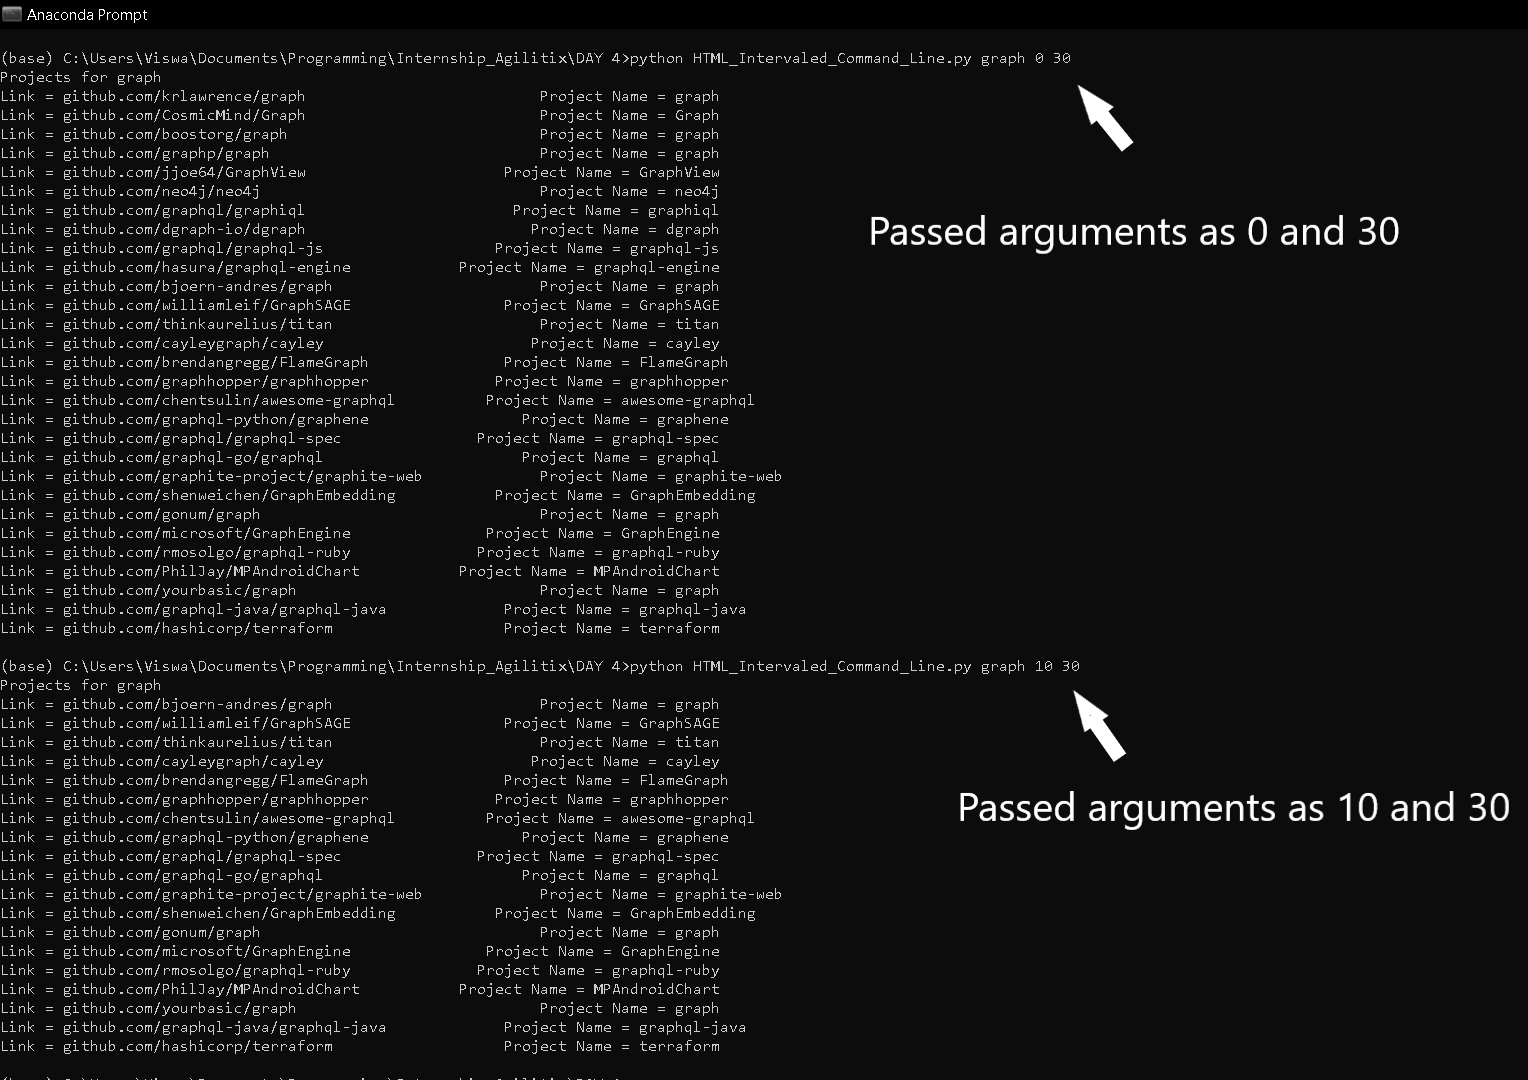 Anaconda Prompt
(base) C:\Users\Viswa\Documents\Programming\Internship_Agilitix\DAY 4>python HTML_Intervaled_Command_Line.py graph 0 30
Projects for graph
Link = github.com/krlawrence/graph Project Name = graph
Link = github.com/CosmicMind/Graph Project Name = Graph
Link = github.com/boostorg/graph Project Name = graph
Link = github.com/graphp/graph Project Name = graph
Link = github.com/jjoe64/GraphView Project Name = GraphView
Link = github.com/neo4j/neo4j Project Name = neo4j
Link = github.com/graphql/graphiql Project Name = graphiql
Link = github.com/dgraph-io/dgraph Project Name = dgraph
Link = github.com/graphql/graphql-js Project Name = graphql-js
Link = github.com/hasura/graphql-engine Project Name = graphql-engine
Link = github.com/bjoern-andres/graph Project Name = graph
Link = github.com/williamleif/GraphSAGE Project Name = GraphSAGE
Link = github.com/thinkaurelius/titan Project Name = titan
Link = github.com/cayleygraph/cayley Project Name = cayley
Link = github.com/brendangregg/FlameGraph Project Name = FlameGraph
Link = github.com/graphhopper/graphhopper Project Name = graphhopper
Link = github.com/chentsulin/awesome-graphql Project Name = awesome-graphql
Link = github.com/graphql-python/graphene Project Name = graphene
Link = github.com/graphql/graphql-spec Project Name = graphql-spec
Link = github.com/graphql-go/graphql Project Name = graphql
Link = github.com/graphite-project/graphite-web Project Name = graphite-web
Link = github.com/shenweichen/GraphEmbedding Project Name = GraphEmbedding
Link = github.com/gonum/graph Project Name = graph
Link = github.com/microsoft/GraphEngine Project Name = GraphEngine
Link = github.com/rmosolgo/graphql-ruby Project Name = graphql-ruby
Link = github.com/PhilJay/MPAndroidChart Project Name = MPAndroidChart
Link = github.com/yourbasic/graph Project Name = graph
Link = github.com/graphql-java/graphql-java Project Name = graphql-java
Link = github.com/hashicorp/terraform Project Name = terraform
Passed arguments as 0 and 30
(base) C:\Users\Viswa\Documents\Programming\Internship_Agilitix\DAY 4>python HTML_Intervaled_Command_Line.py graph 10 30
Projects for graph
Link = github.com/bjoern-andres/graph Project Name = graph
Link = github.com/williamleif/GraphSAGE Project Name = GraphSAGE
Link = github.com/thinkaurelius/titan Project Name = titan
Link = github.com/cayleygraph/cayley Project Name = cayley
Link = github.com/brendangregg/FlameGraph Project Name = FlameGraph
Link = github.com/graphhopper/graphhopper Project Name = graphhopper
Link = github.com/chentsulin/awesome-graphql Project Name = awesome-graphql
Link = github.com/graphql-python/graphene Project Name = graphene
Link = github.com/graphql/graphql-spec Project Name = graphql-spec
Link = github.com/graphql-go/graphql Project Name = graphql
Link = github.com/graphite-project/graphite-web Project Name = graphite-web
Link = github.com/shenweichen/GraphEmbedding Project Name = GraphEmbedding
Link = github.com/gonum/graph Project Name = graph
Link = github.com/microsoft/GraphEngine Project Name = GraphEngine
Link = github.com/rmosolgo/graphql-ruby Project Name = graphql-ruby
Link = github.com/PhilJay/MPAndroidChart Project Name = MPAndroidChart
Link = github.com/yourbasic/graph Project Name = graph
Link = github.com/graphql-java/graphql-java Project Name = graphql-java
Link = github.com/hashicorp/terraform Project Name = terraform
Passed arguments as 10 and 30